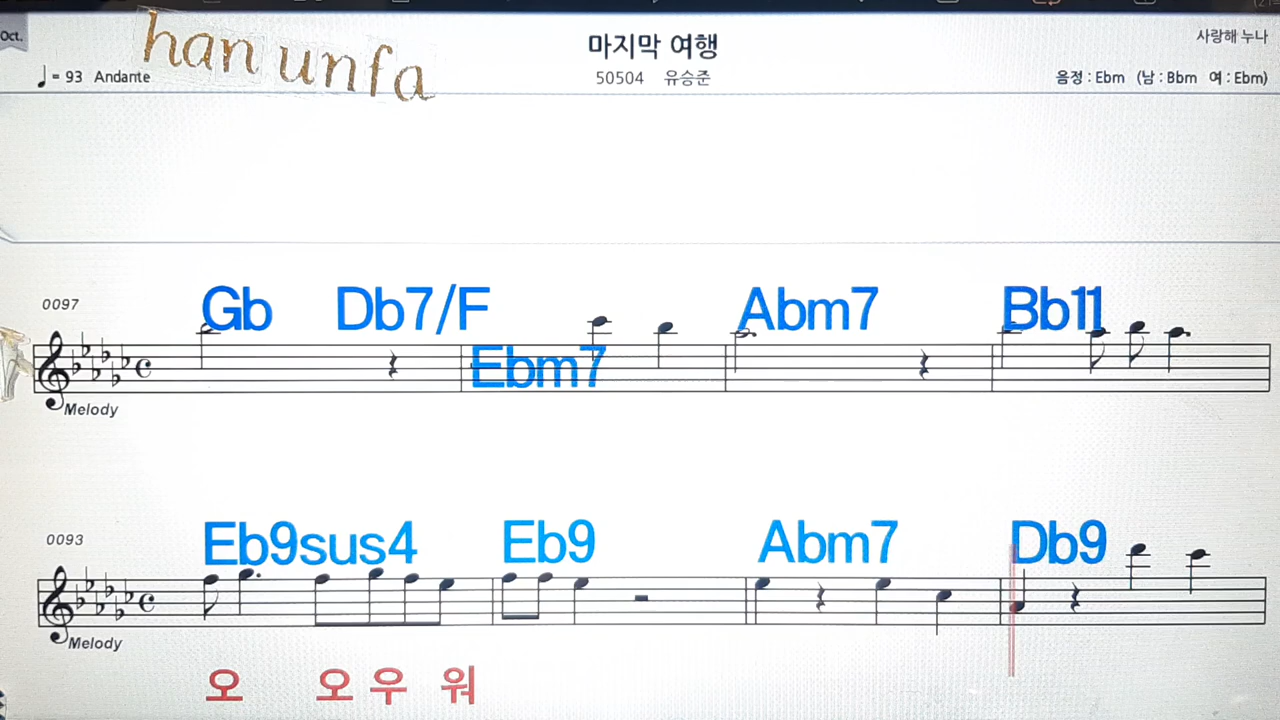 Oct.
han unfa
마지막 여행
사랑해 누나
♩= 93 Andante
50504 유승준
음정 : Ebm (남 : Bbm 여 : Ebm)
Gb Db7/F Ebm7 Abm7 Bb11
0097
Melody
Eb9sus4 Eb9 Abm7 Db9
0093
Melody
오 오 우 워